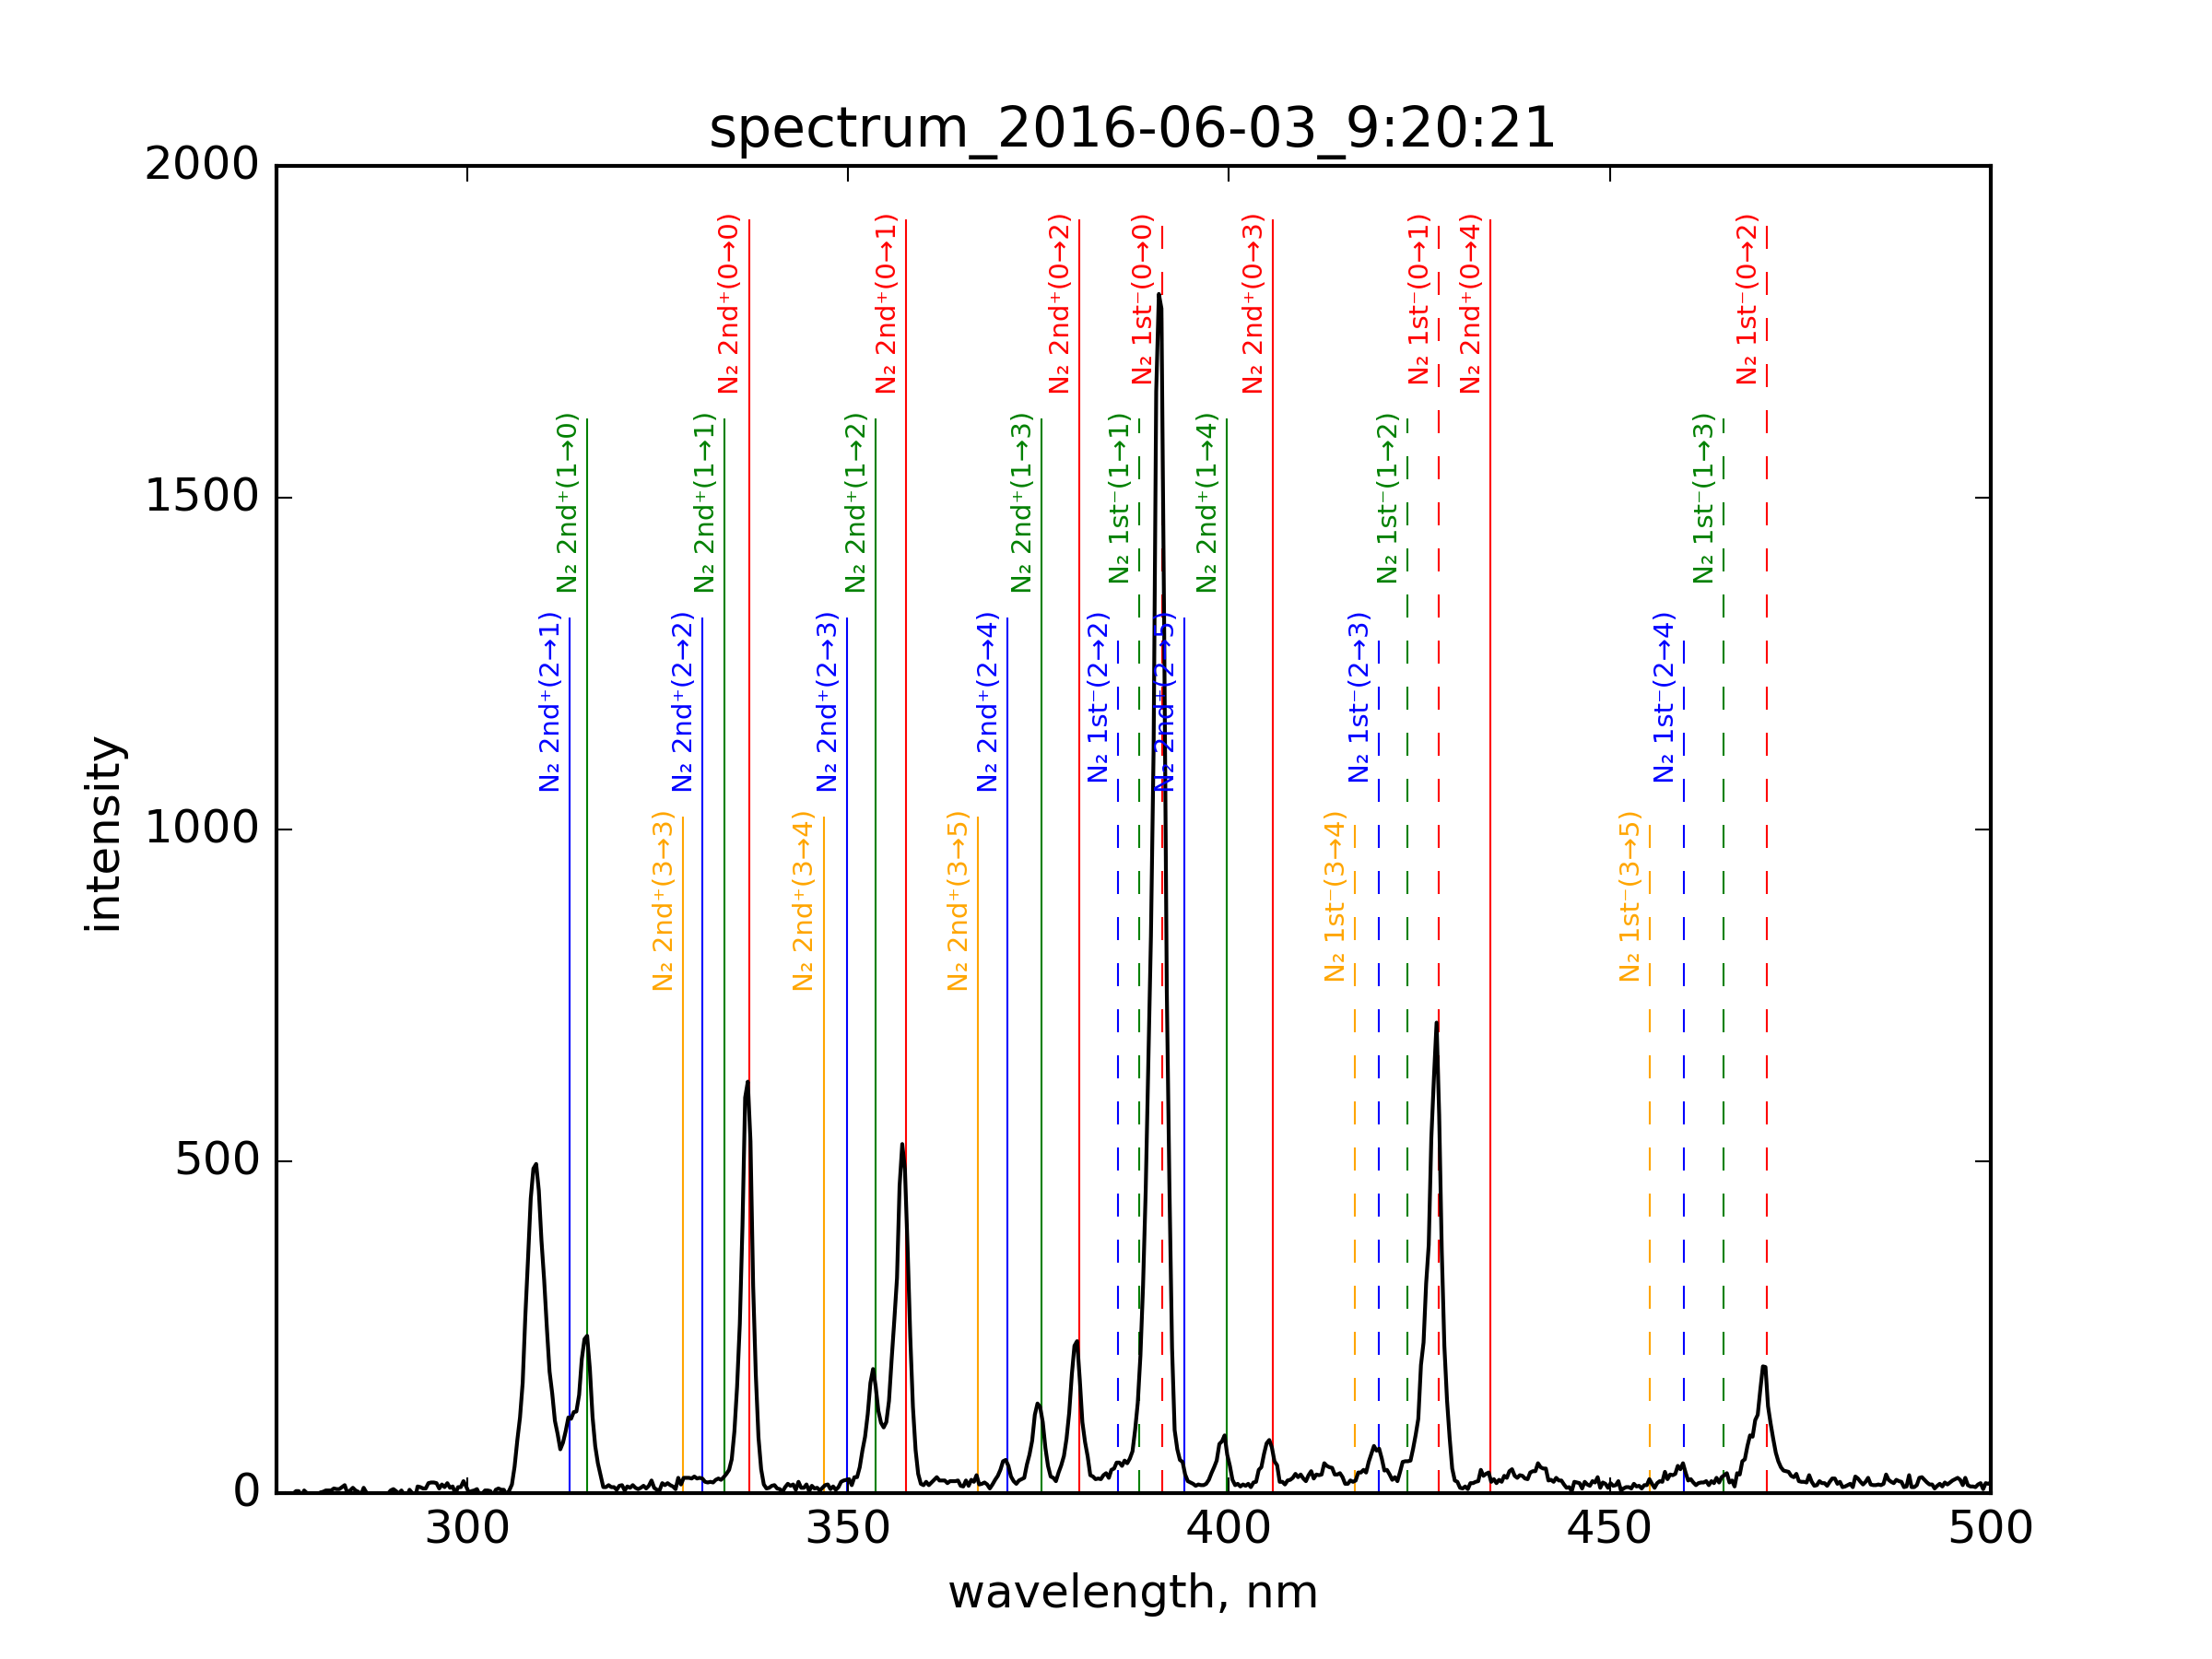 spectrum_2016-06-03_9:20:21
2000
1500
1000
500
0
intensity
N₂ 2nd⁺(0→0)
N₂ 2nd⁺(0→1)
N₂ 2nd⁺(0→2)
N₂ 1st⁻(0→0)
N₂ 2nd⁺(0→3)
N₂ 1st⁻(0→1)
N₂ 2nd⁺(0→4)
N₂ 1st⁻(0→2)
N₂ 2nd⁺(1→0)
N₂ 2nd⁺(1→1)
N₂ 2nd⁺(1→2)
N₂ 2nd⁺(1→3)
N₂ 1st⁻(1→1)
N₂ 2nd⁺(1→4)
N₂ 1st⁻(1→2)
N₂ 1st⁻(1→3)
N₂ 2nd⁺(2→1)
N₂ 2nd⁺(2→2)
N₂ 2nd⁺(2→3)
N₂ 2nd⁺(2→4)
N₂ 1st⁻(2→2)
N₂ 2nd⁺(2→5)
N₂ 1st⁻(2→3)
N₂ 1st⁻(2→4)
N₂ 2nd⁺(3→3)
N₂ 2nd⁺(3→4)
N₂ 2nd⁺(3→5)
N₂ 1st⁻(3→4)
N₂ 1st⁻(3→5)
300 350 400 450 500
wavelength, nm